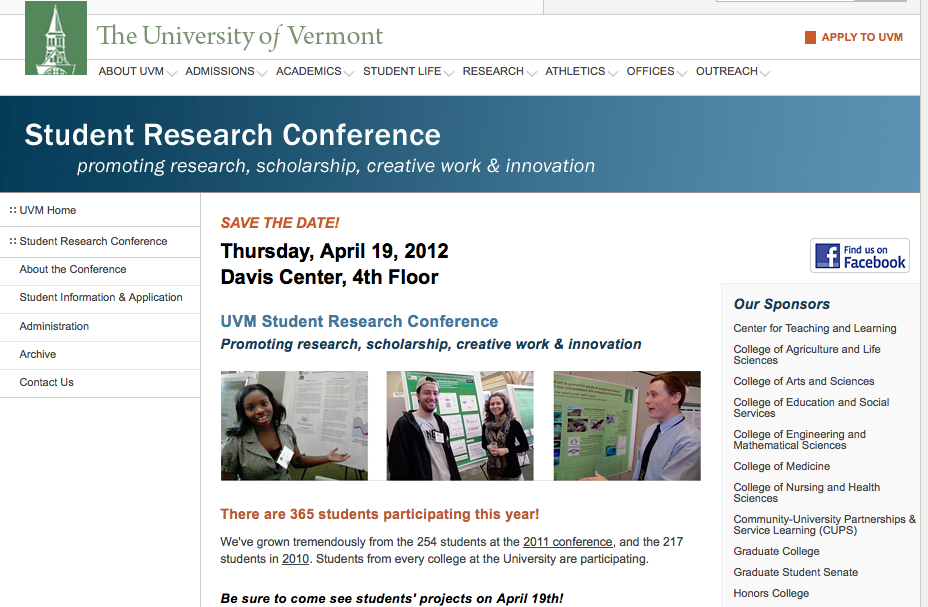 The University of Vermont
APPLY TO UVM
ABOUT UVM ADMISSIONS ACADEMICS STUDENT LIFE RESEARCH ATHLETICS OFFICES OUTREACH
Student Research Conference
promoting research, scholarship, creative work & innovation
:: UVM Home
:: Student Research Conference
About the Conference
Student Information & Application
Administration
Archive
Contact Us
SAVE THE DATE!
Thursday, April 19, 2012
Davis Center, 4th Floor
UVM Student Research Conference
Promoting research, scholarship, creative work & innovation
There are 365 students participating this year!
We've grown tremendously from the 254 students at the 2011 conference, and the 217
students in 2010. Students from every college at the University are participating.
Be sure to come see students' projects on April 19th!
Find us on
Facebook
Our Sponsors
Center for Teaching and Learning
College of Agriculture and Life
Sciences
College of Arts and Sciences
College of Education and Social
Services
College of Engineering and
Mathematical Sciences
College of Medicine
College of Nursing and Health
Sciences
Community-University Partnerships &
Service Learning (CUPS)
Graduate College
Graduate Student Senate
Honors College